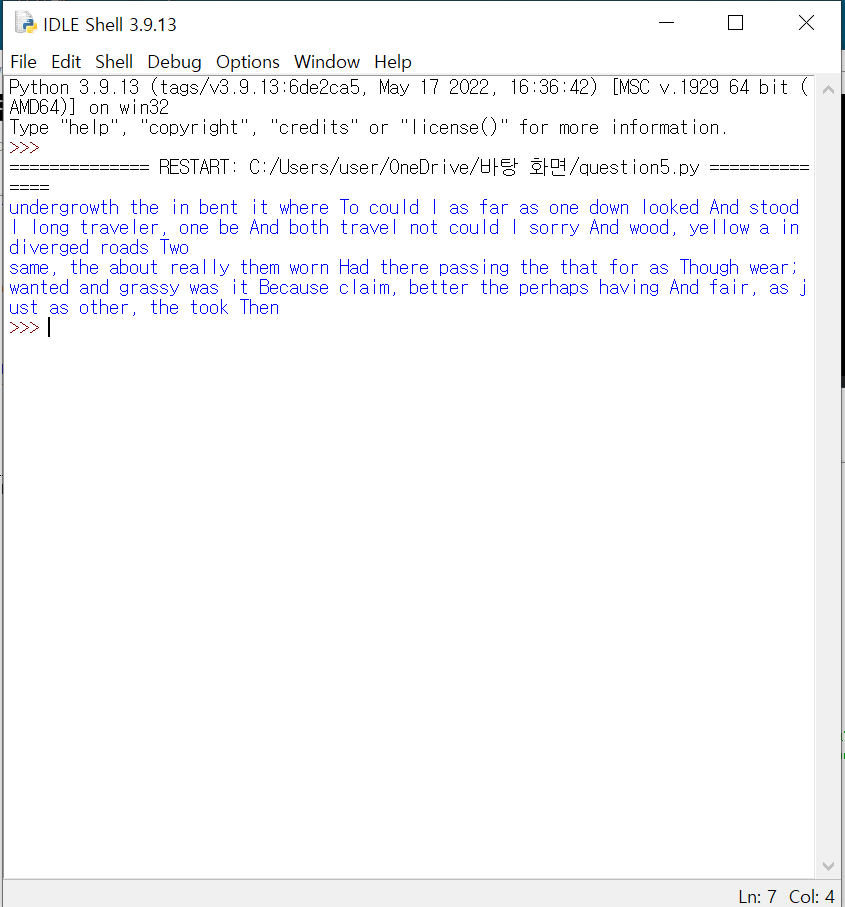 IDLE Shell 3.9.13
File Edit Shell Debug Options Window Help
Python 3.9.13 (tags/v3.9.13:6de2ca5, May 17 2022, 16:36:42) [MSC v.1929 64 bit (
AMD64)] on win32
Type "help", "copyright", "credits" or "license()" for more information.
>>>
============== RESTART: C:/Users/user/OneDrive/바탕 화면/question5.py ==========
====
undergrowth the in bent it where To could I as far as one down looked And stood
I long traveler, one be And both travel not could I sorry And wood, yellow a in
diverged roads Two
same, the about really them worn Had there passing the that for as Though wear;
wanted and grassy was it Because claim, better the perhaps having And fair, as j
ust as other, the took Then
>>>
Ln: 7 Col: 4